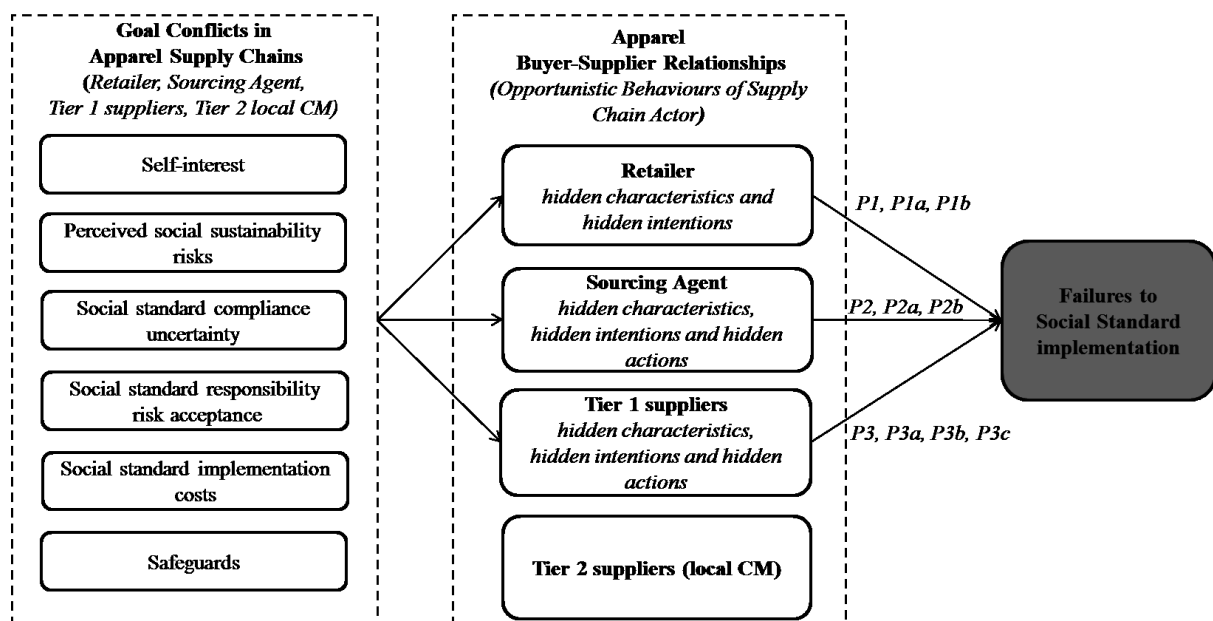 Goal Conflicts in
Apparel Supply Chains
(Retailer, Sourcing Agent,
Tier 1 suppliers, Tier 2 local CM)
Self-interest
Perceived social sustainability
risks
Social standard compliance
uncertainty
Social standard responsibility
risk acceptance
Social standard implementation
costs
Safeguards
Apparel
Buyer-Supplier Relationships
(Opportunistic Behaviours of Supply
Chain Actor)
Retailer
hidden characteristics and
hidden intentions
Sourcing Agent
hidden characteristics,
hidden intentions and hidden
actions
Tier 1 suppliers
hidden characteristics,
hidden intentions and hidden
actions
Tier 2 suppliers (local CM)
P1, P1a, P1b
P2, P2a, P2b
P3, P3a, P3b, P3c
Failures to
Social Standard
implementation